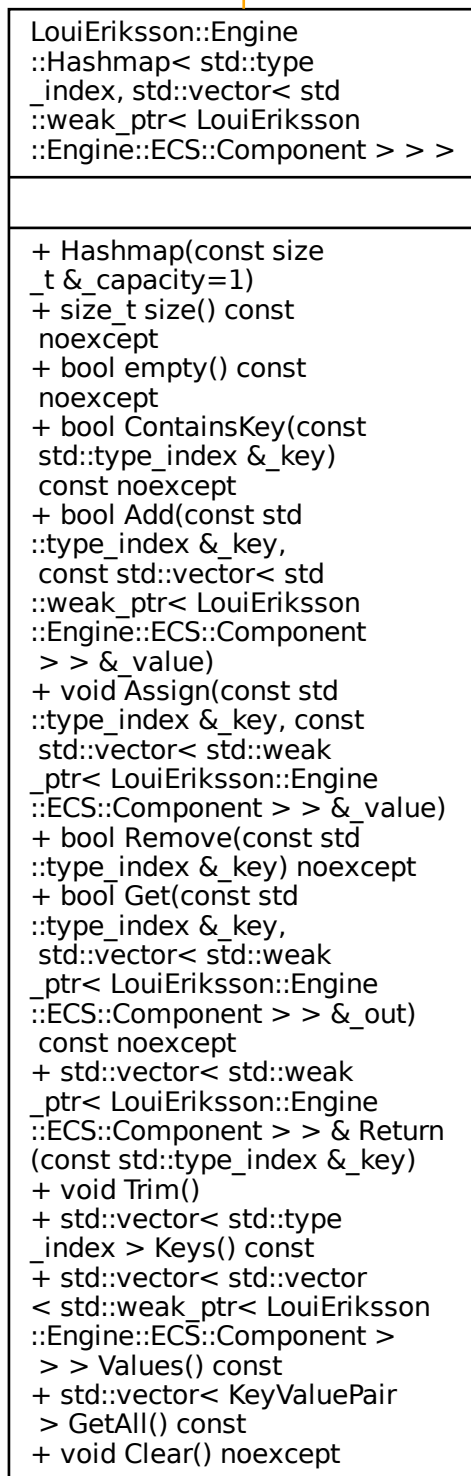 LouiEriksson::Engine
::Hashmap< std::type
_index, std::vector< std
::weak_ptr< LouiEriksson
::Engine::ECS::Component > > >
+ Hashmap(const size
_t &_capacity=1)
+ size_t size() const
noexcept
+ bool empty() const
noexcept
+ bool ContainsKey(const
std::type_index &_key)
const noexcept
+ bool Add(const std
::type_index &_key,
const std::vector< std
::weak_ptr< LouiEriksson
::Engine::ECS::Component
> > &_value)
+ void Assign(const std
::type_index &_key, const
std::vector< std::weak
_ptr< LouiEriksson::Engine
::ECS::Component > > &_value)
+ bool Remove(const std
::type_index &_key) noexcept
+ bool Get(const std
::type_index &_key,
std::vector< std::weak
_ptr< LouiEriksson::Engine
::ECS::Component > > &_out)
const noexcept
+ std::vector< std::weak
_ptr< LouiEriksson::Engine
::ECS::Component > > & Return
(const std::type_index &_key)
+ void Trim()
+ std::vector< std::type
_index > Keys() const
+ std::vector< std::vector
< std::weak_ptr< LouiEriksson
::Engine::ECS::Component >
> > Values() const
+ std::vector< KeyValuePair
> GetAll() const
+ void Clear() noexcept